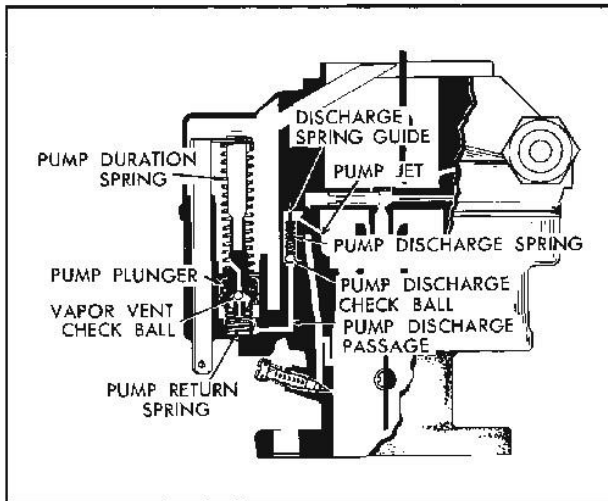 DISCHARGE
SPRING GUIDE
PUMP DURATION
SPRING
PUMP JET
PUMP DISCHARGE SPRING
PUMP PLUNGER
PUMP DISCHARGE
CHECK BALL
VAPOR VENT
CHECK BALL
PUMP DISCHARGE
PASSAGE
PUMP RETURN
SPRING